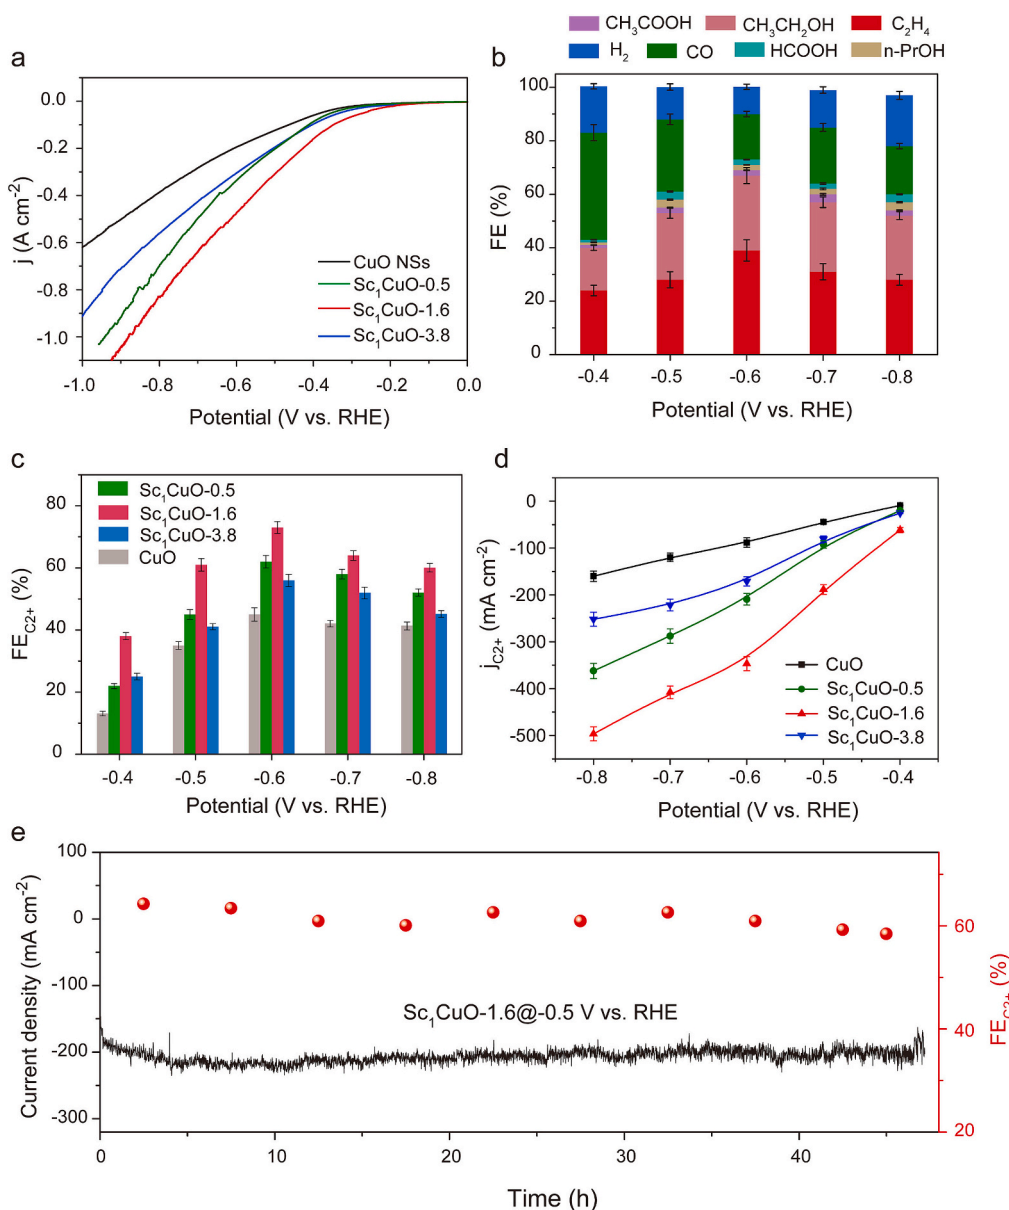 a
0.0
-0.2
-0.4
-0.6
-0.8
-1.0
j (A cm⁻²)
CuO NSs
Sc₁CuO-0.5
Sc₁CuO-1.6
Sc₁CuO-3.8
-1.0 -0.8 -0.6 -0.4 -0.2 0.0
Potential (V vs. RHE)
CH₃COOH CH₃CH₂OH C₂H₄
H₂ CO HCOOH n-PrOH
b
100
80
60
40
20
0
FE (%)
-0.4 -0.5 -0.6 -0.7 -0.8
Potential (V vs. RHE)
c
80
60
40
20
0
FE_C2+ (%)
Sc₁CuO-0.5
Sc₁CuO-1.6
Sc₁CuO-3.8
CuO
-0.4 -0.5 -0.6 -0.7 -0.8
Potential (V vs. RHE)
d
0
-100
-200
-300
-400
-500
j_C2+ (mA cm⁻²)
CuO
Sc₁CuO-0.5
Sc₁CuO-1.6
Sc₁CuO-3.8
-0.8 -0.7 -0.6 -0.5 -0.4
Potential (V vs. RHE)
e
100
0
-100
-200
-300
Current density (mA cm⁻²)
Sc₁CuO-1.6@-0.5 V vs. RHE
60
40
20
FE_C2+ (%)
0 10 20 30 40
Time (h)